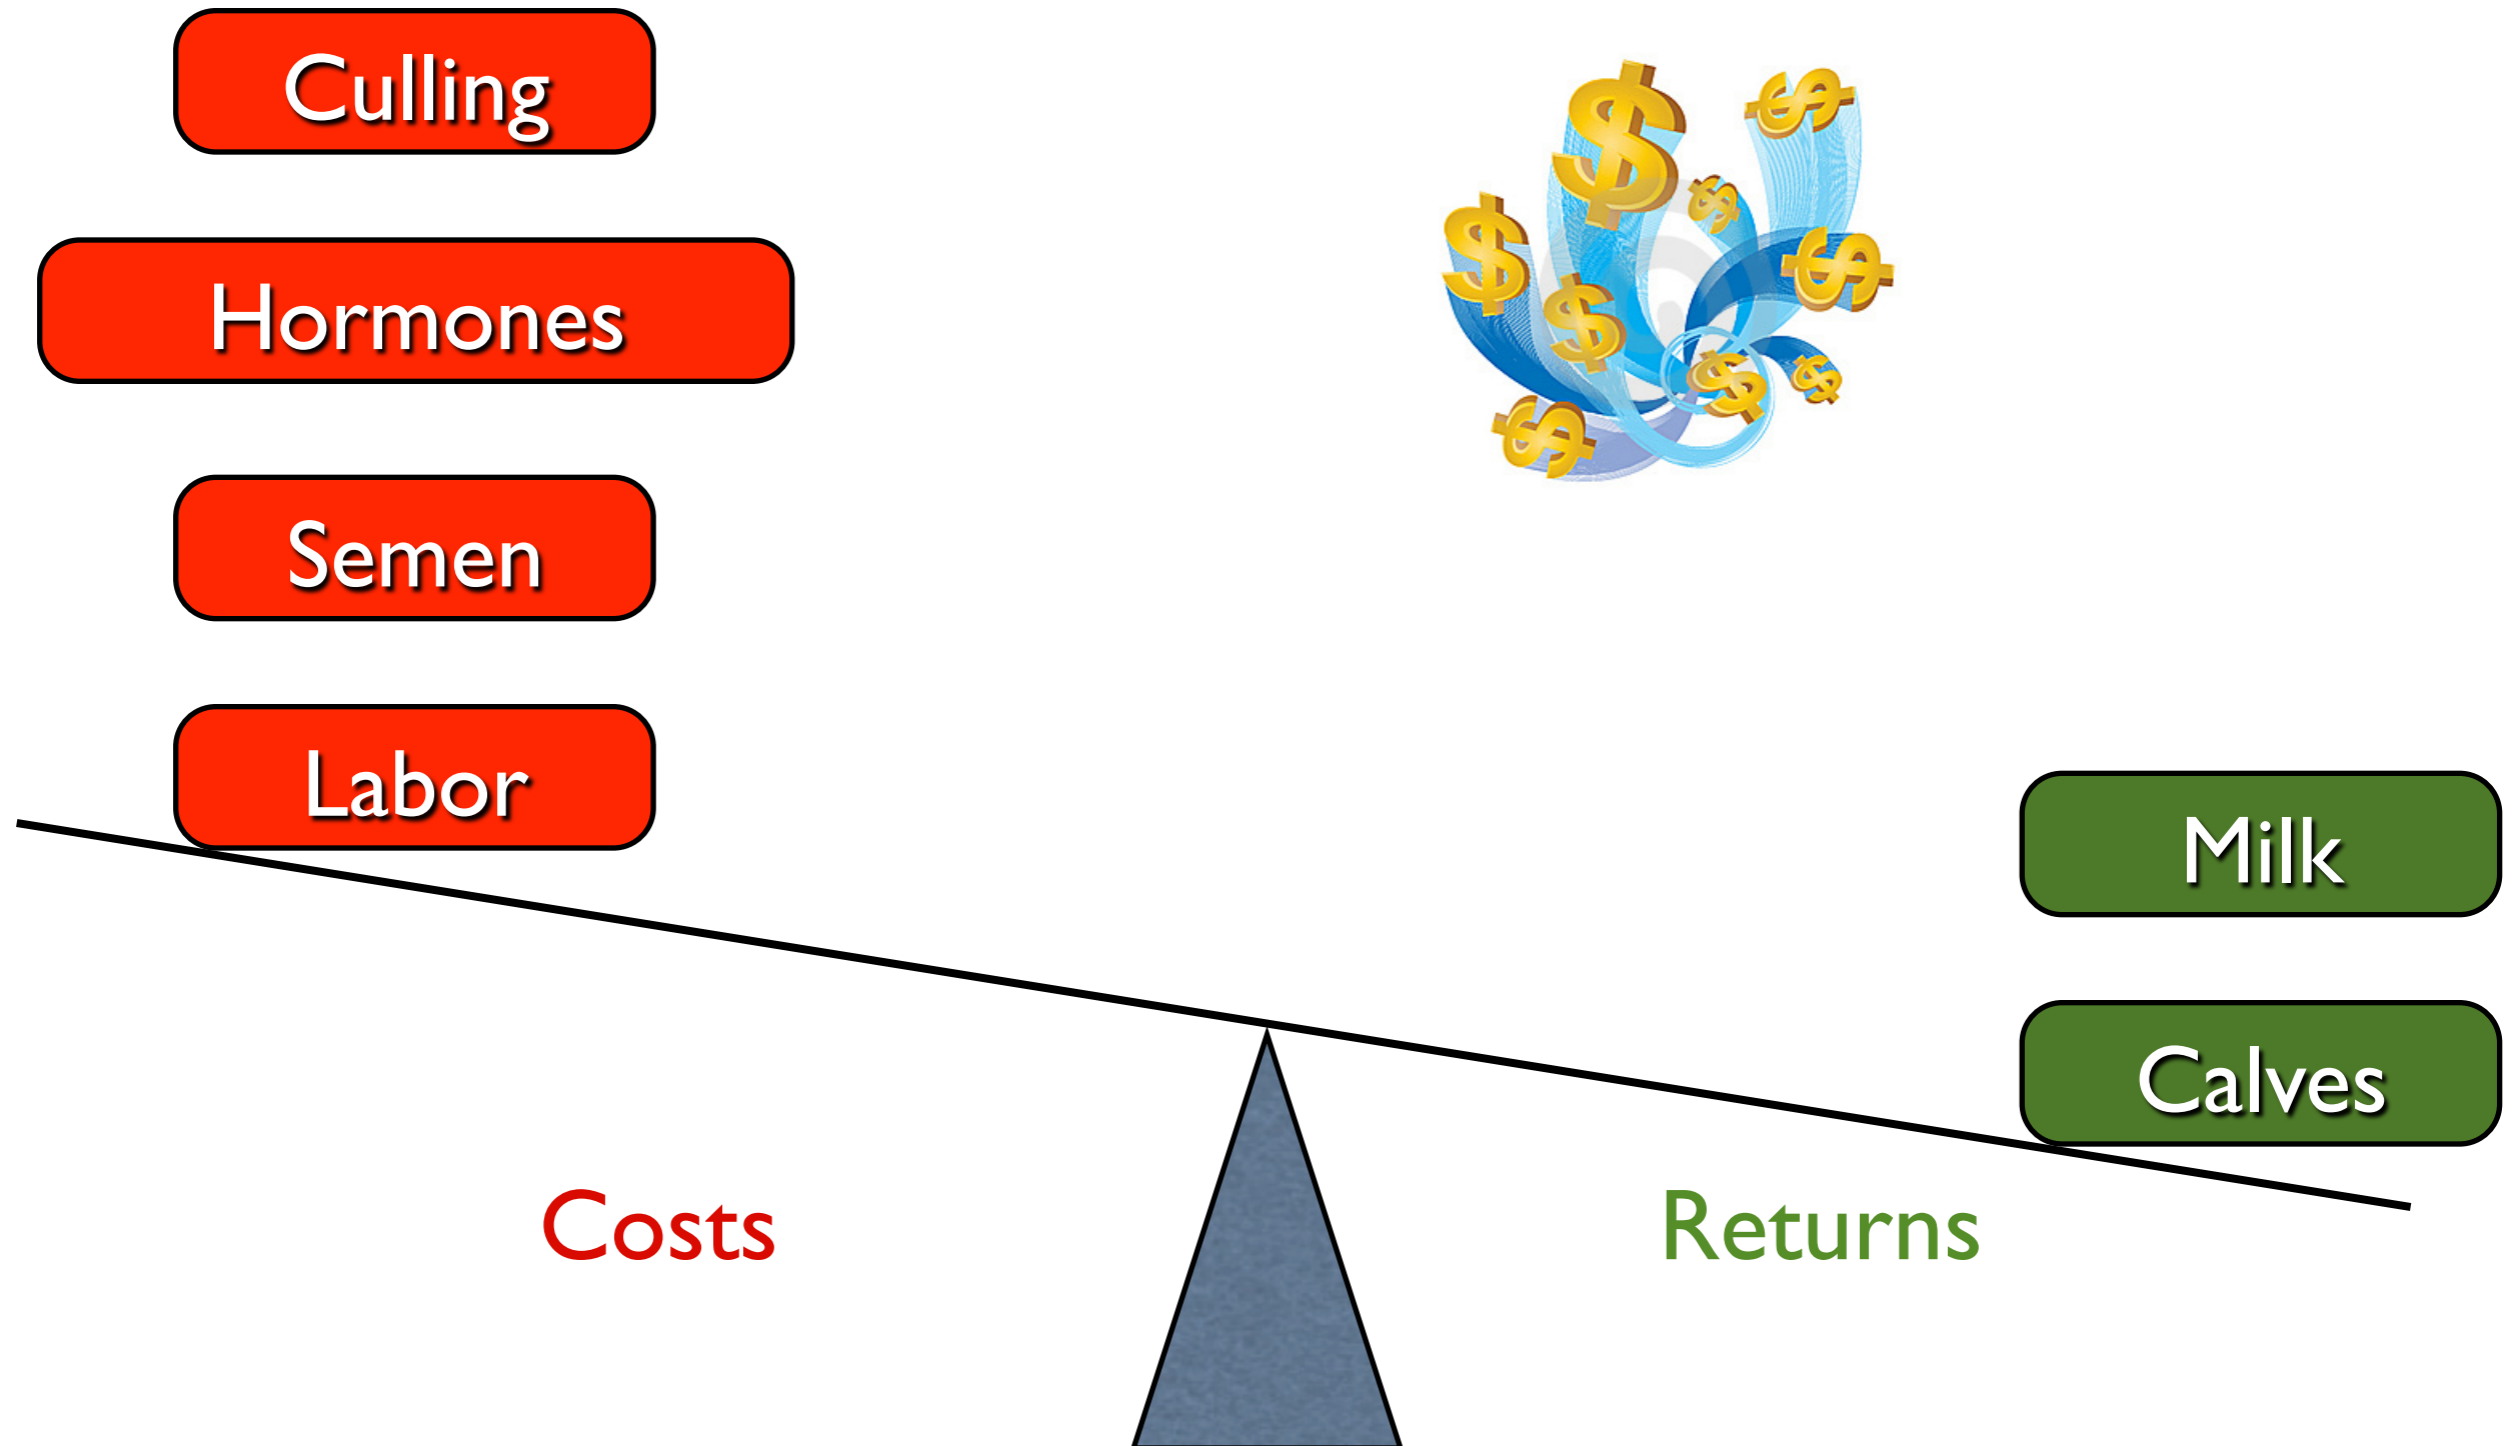 Culling
Hormones
Semen
Labor
Milk
Calves
Costs
Returns